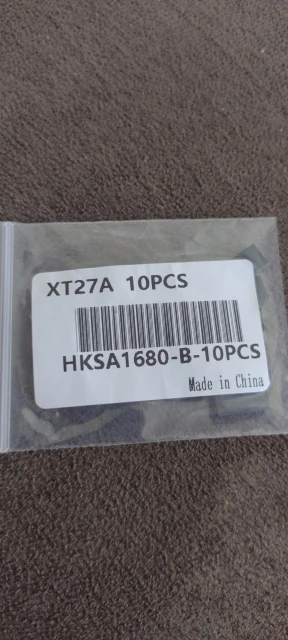 XT27A 10PCS
HKSA1680-B-10PCS
Made in China